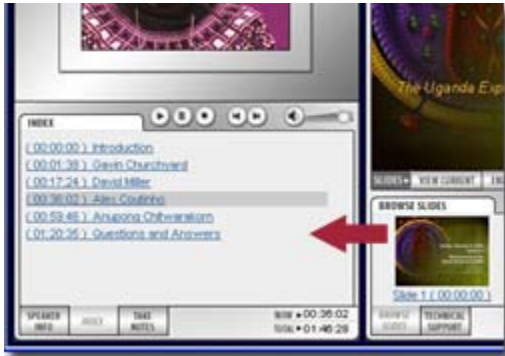 The Uganda Exp
INDEX
( 00:00:00 ) Introduction
( 00:01:38 ) Gavin Churchyard
( 00:17:24 ) David Miller
( 00:36:02 ) Alex Coutinho
( 00:59:46 ) Anupong Chitwarakorn
( 01:20:35 ) Questions and Answers
SLIDES
VIEW CURRENT
BROWSE SLIDES
Slide 1 ( 00:00:00 )
SPEAKER INFO
INDEX
TAKE NOTES
NOW 00:36:02
TOTAL 01:46:28
BROWSE SLIDES
TECHNICAL SUPPORT